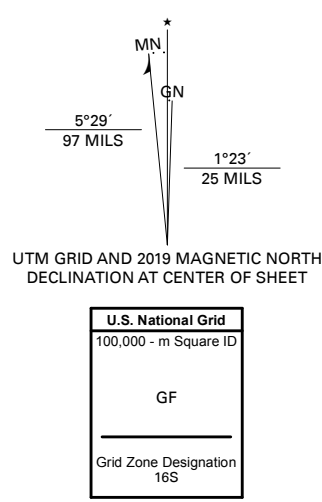 ★
MN
GN
5°29´
97 MILS
1°23´
25 MILS
UTM GRID AND 2019 MAGNETIC NORTH
DECLINATION AT CENTER OF SHEET
U.S. National Grid
100,000 - m Square ID
GF
Grid Zone Designation
16S